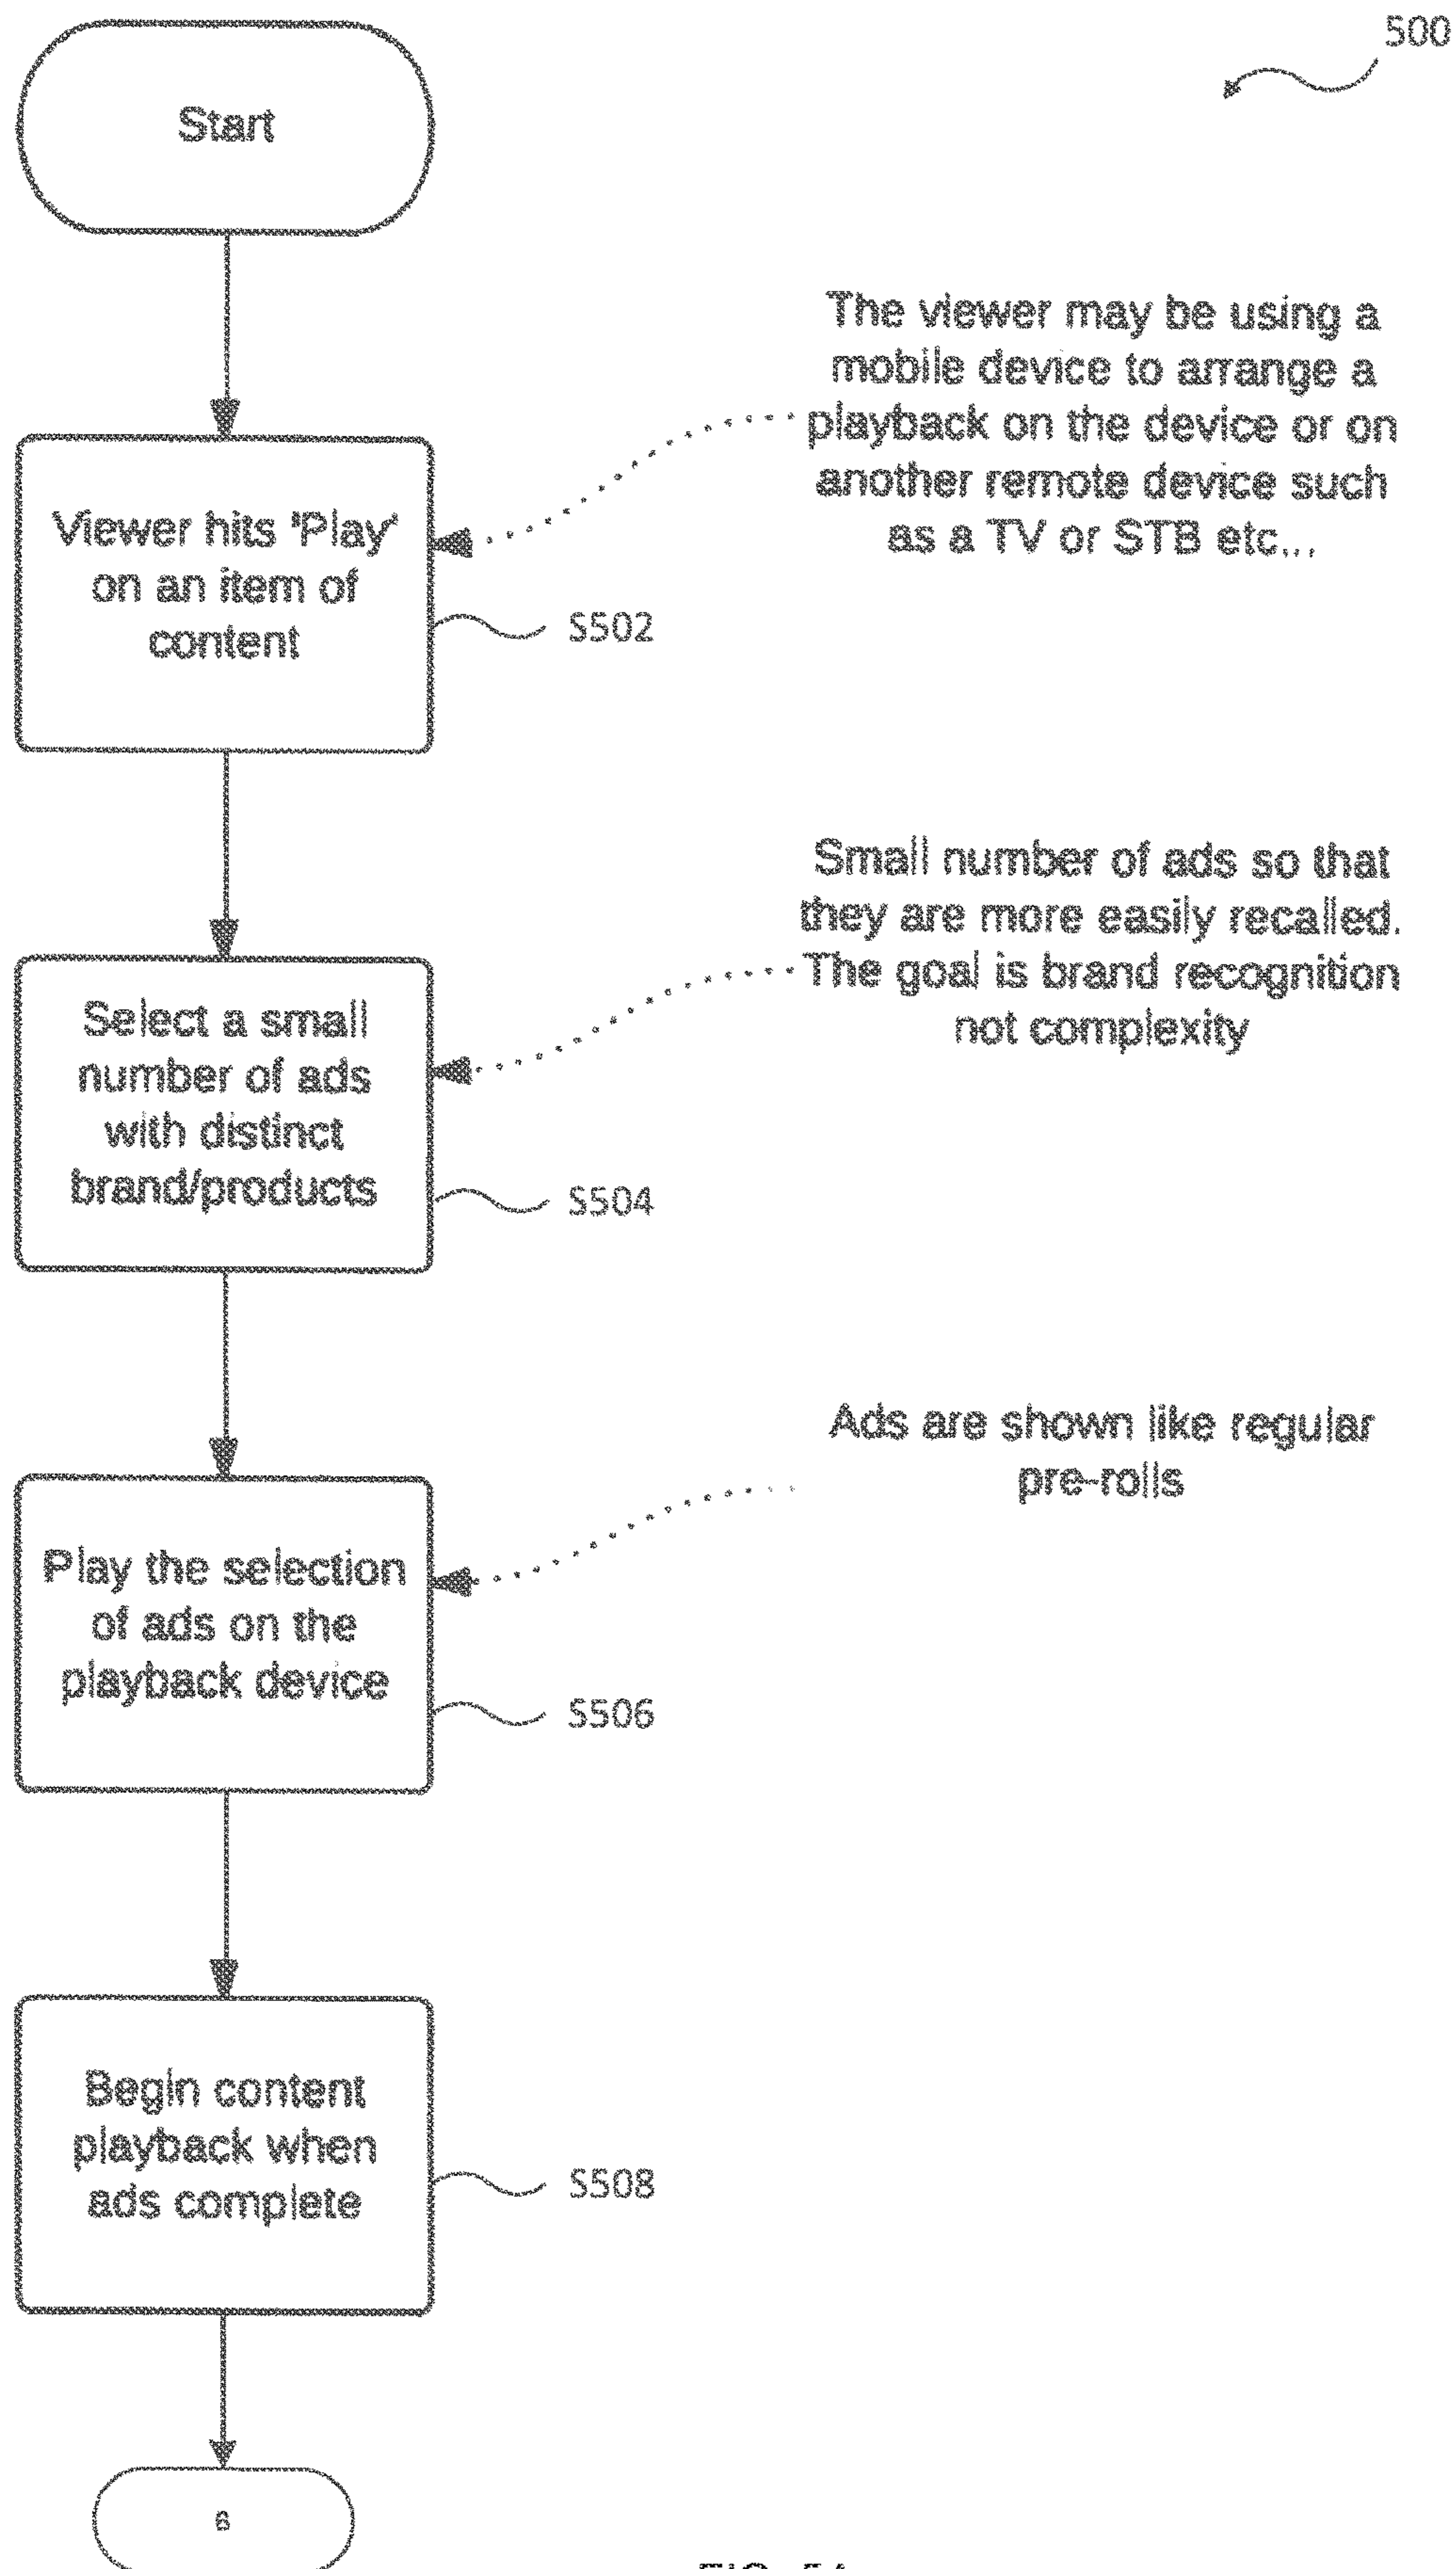 500
Start
The viewer may be using a
mobile device to arrange a
playback on the device or on
another remote device such
as a TV or STB etc...
Viewer hits 'Play'
on an item of
content
S502
Small number of ads so that
they are more easily recalled.
The goal is brand recognition
not complexity
Select a small
number of ads
with distinct
brand/products
S504
Ads are shown like regular
pre-rolls
Play the selection
of ads on the
playback device
S506
Begin content
playback when
ads complete
S508